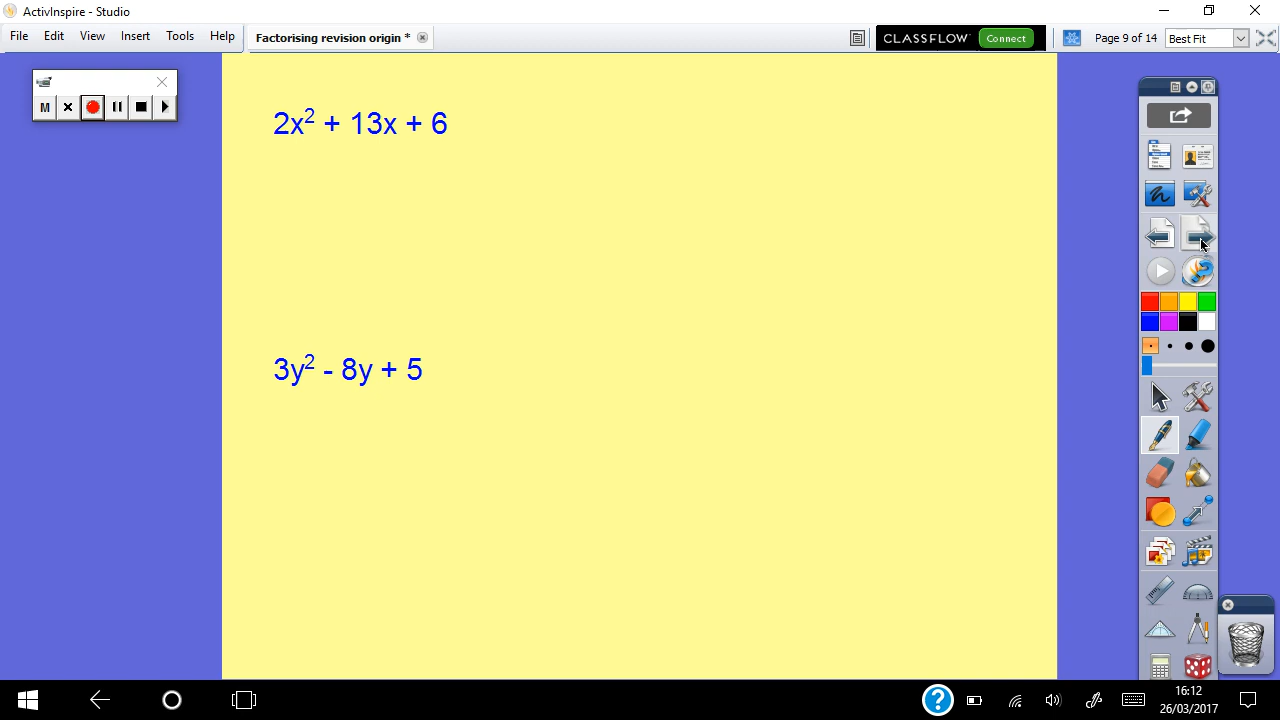 ActivInspire - Studio
File Edit View Insert Tools Help
Factorising revision origin *
CLASSFLOW Connect
Page 9 of 14
Best Fit
M
2x² + 13x + 6
3y² - 8y + 5
?
16:12
26/03/2017